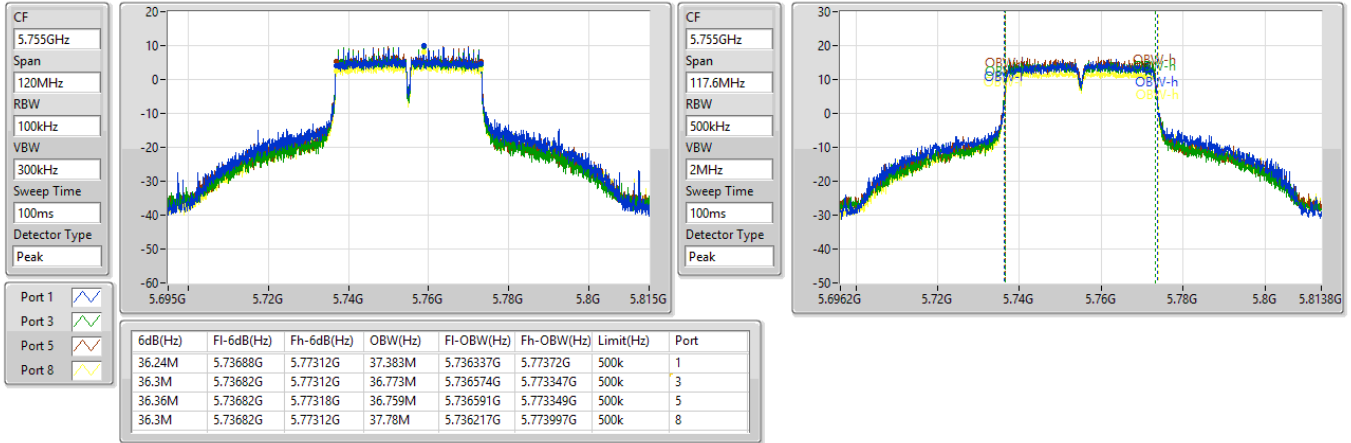 CF
5.755GHz
Span
120MHz
RBW
100kHz
VBW
300kHz
Sweep Time
100ms
Detector Type
Peak
20
10
0
-10
-20
-30
-40
-50
-60
5.695G 5.72G 5.74G 5.76G 5.78G 5.8G 5.815G
CF
5.755GHz
Span
117.6MHz
RBW
500kHz
VBW
2MHz
Sweep Time
100ms
Detector Type
Peak
30
20
10
0
-10
-20
-30
-40
-50
OBW-h
OBW-h
5.6962G 5.72G 5.74G 5.76G 5.78G 5.8G 5.8138G
Port 1
Port 3
Port 5
Port 8
6dB(Hz) Fl-6dB(Hz) Fh-6dB(Hz) OBW(Hz) Fl-OBW(Hz) Fh-OBW(Hz) Limit(Hz) Port
36.24M 5.73688G 5.77312G 37.383M 5.736337G 5.77372G 500k 1
36.3M 5.73682G 5.77312G 36.773M 5.736574G 5.773347G 500k 3
36.36M 5.73682G 5.77318G 36.759M 5.736591G 5.773349G 500k 5
36.3M 5.73682G 5.77312G 37.78M 5.736217G 5.773997G 500k 8